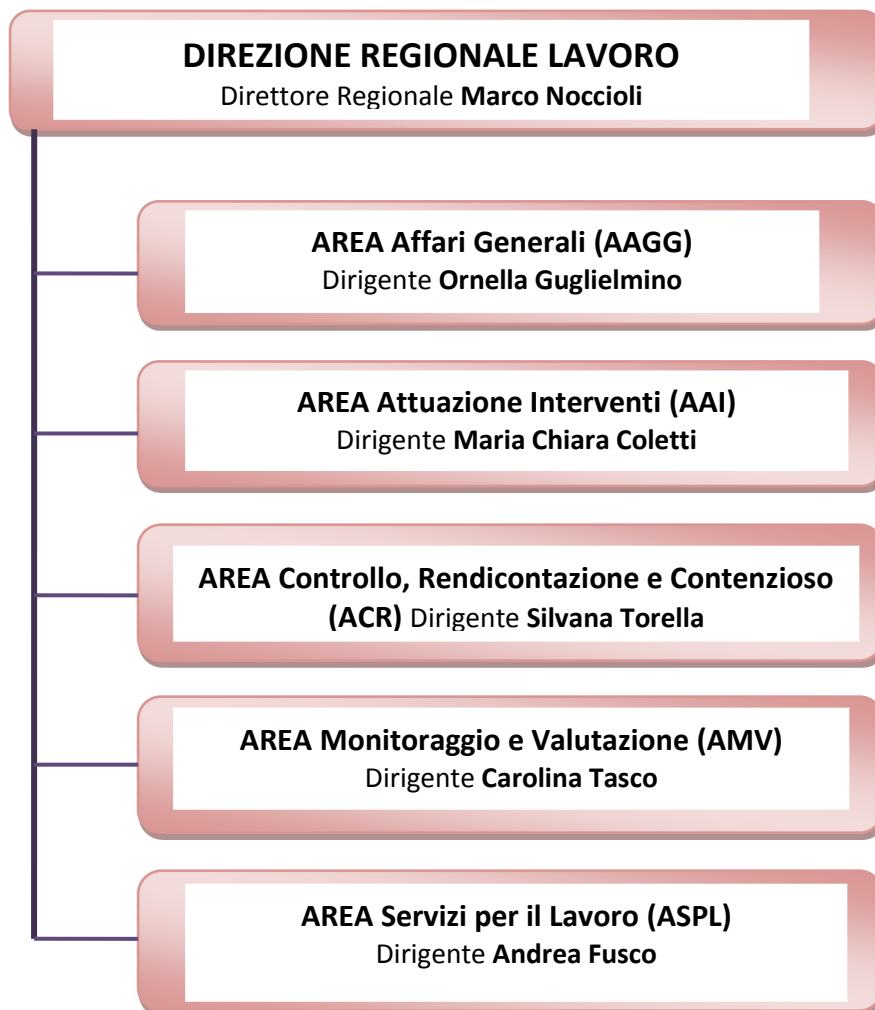 DIREZIONE REGIONALE LAVORO
Direttore Regionale Marco Noccioli
AREA Affari Generali (AAGG)
Dirigente Ornella Guglielmino
AREA Attuazione Interventi (AAI)
Dirigente Maria Chiara Coletti
AREA Controllo, Rendicontazione e Contenzioso
(ACR) Dirigente Silvana Torella
AREA Monitoraggio e Valutazione (AMV)
Dirigente Carolina Tasco
AREA Servizi per il Lavoro (ASPL)
Dirigente Andrea Fusco